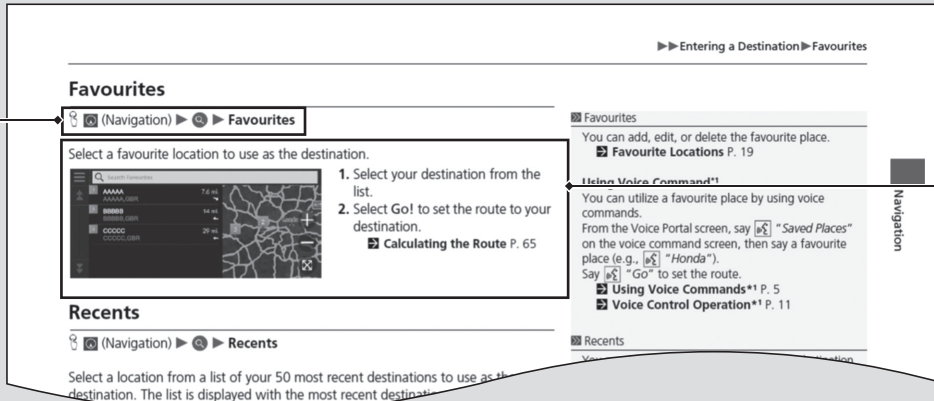 ▶▶Entering a Destination▶Favourites
Favourites
(Navigation) ▶ ▶ Favourites
Select a favourite location to use as the destination.
Search Favourites
AAAAA
AAAAA,GBR
7.6 mi
BBBBB
BBBBB,GBR
14 mi
CCCCC
CCCCC,GBR
29 mi
1. Select your destination from the
list.
2. Select Go! to set the route to your
destination.
Calculating the Route P. 65
Recents
(Navigation) ▶ ▶ Recents
Select a location from a list of your 50 most recent destinations to use as
destination. The list is displayed with the most recent
Favourites
You can add, edit, or delete the favourite place.
Favourite Locations P. 19
Using Voice Command*1
You can utilize a favourite place by using voice
commands.
From the Voice Portal screen, say "Saved Places"
on the voice command screen, then say a favourite
place (e.g., "Honda").
Say "Go" to set the route.
Using Voice Commands*1 P. 5
Voice Control Operation*1 P. 11
Recents
Navigation